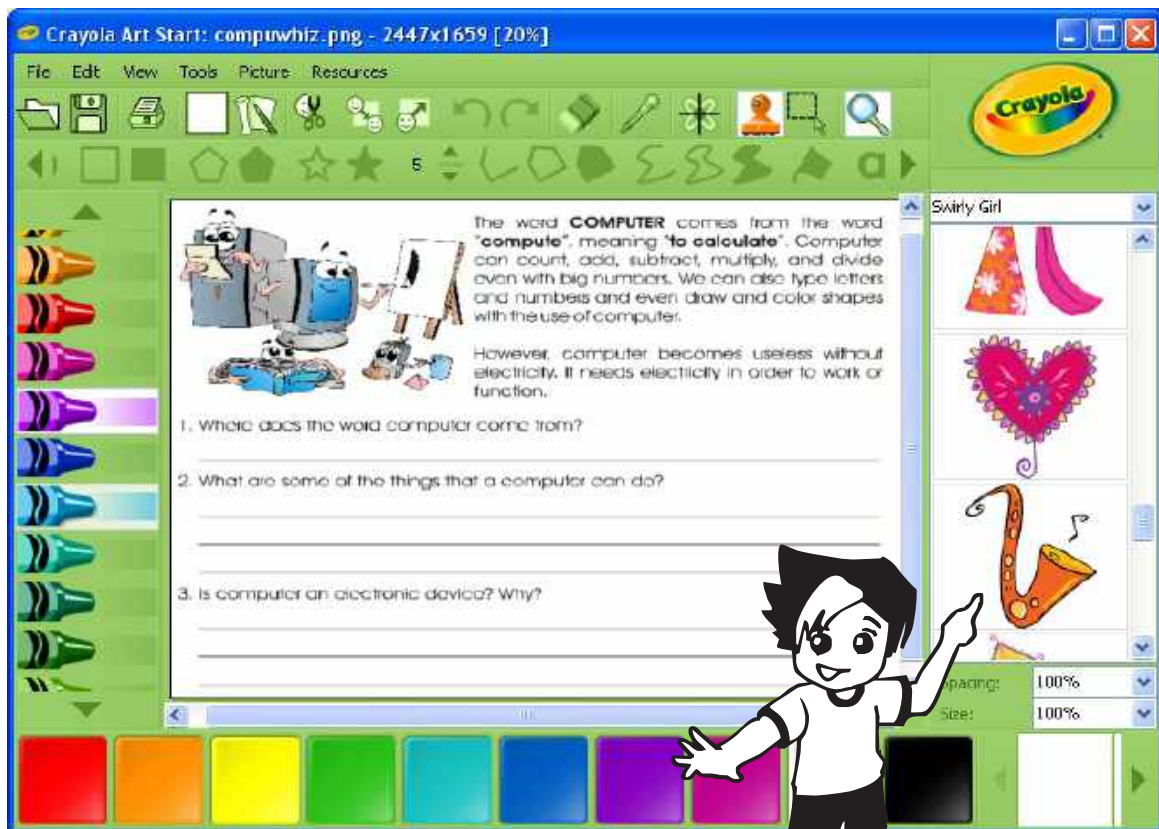 Crayola Art Start: compuwhiz.png - 2447x1659 [20%]
File Edit View Tools Picture Resources
Crayola
5
a
Swirly Girl
The word COMPUTER comes from the word
"compute", meaning "to calculate". Computer
can count, add, subtract, multiply, and divide
even with big numbers. We can also type letters
and numbers and even draw and color shapes
with the use of computer.
However, computer becomes useless without
electricity. It needs electricity in order to work or
function.
1. Where does the word computer come from?
2. What are some of the things that a computer can do?
3. Is computer an electronic device? Why?
Spacing: 100%
Size: 100%